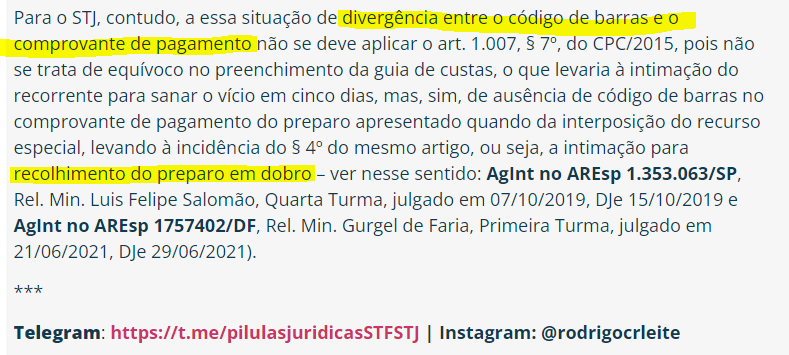 Para o STJ, contudo, a essa situação de divergência entre o código de barras e o
comprovante de pagamento não se deve aplicar o art. 1.007, § 7º, do CPC/2015, pois não
se trata de equívoco no preenchimento da guia de custas, o que levaria à intimação do
recorrente para sanar o vício em cinco dias, mas, sim, de ausência de código de barras no
comprovante de pagamento do preparo apresentado quando da interposição do recurso
especial, levando à incidência do § 4º do mesmo artigo, ou seja, a intimação para
recolhimento do preparo em dobro – ver nesse sentido: AgInt no AREsp 1.353.063/SP,
Rel. Min. Luis Felipe Salomão, Quarta Turma, julgado em 07/10/2019, DJe 15/10/2019 e
AgInt no AREsp 1757402/DF, Rel. Min. Gurgel de Faria, Primeira Turma, julgado em
21/06/2021, DJe 29/06/2021).
***
Telegram: https://t.me/pilulasjuridicasSTFSTJ | Instagram: @rodrigocrleite